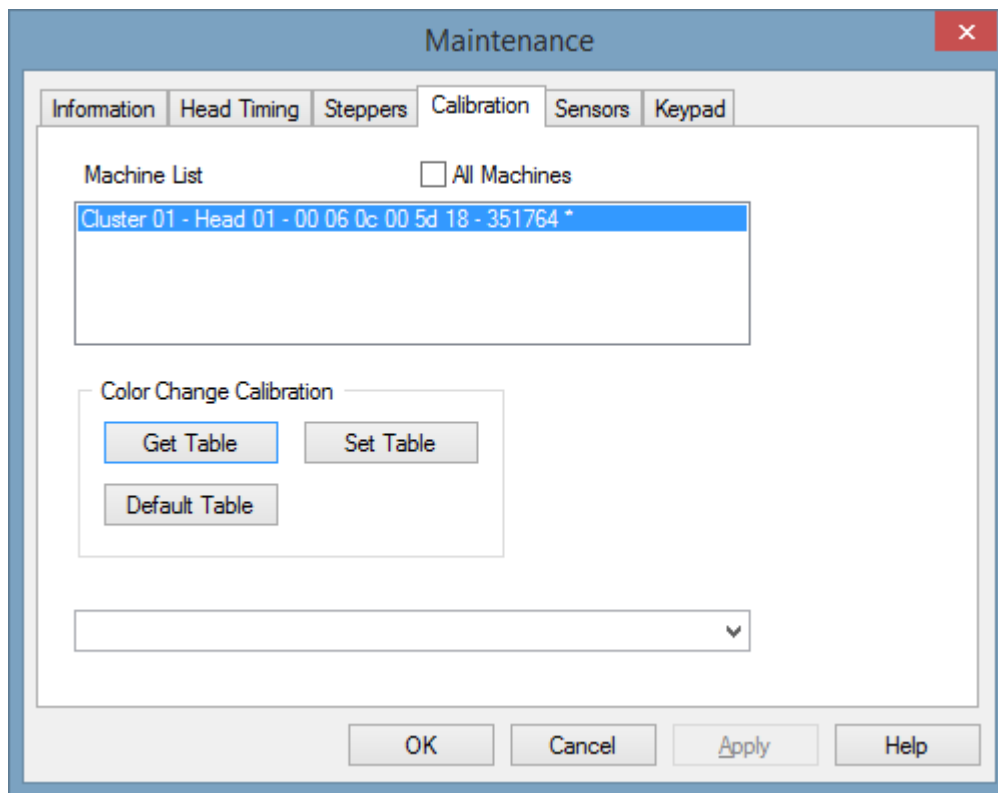 Maintenance
Information Head Timing Steppers Calibration Sensors Keypad
Machine List All Machines
Cluster 01 - Head 01 - 00 06 0c 00 5d 18 - 351764 *
Color Change Calibration
Get Table Set Table
Default Table
OK Cancel Apply Help